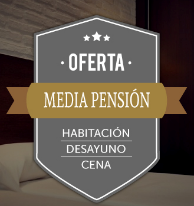 · OFERTA ·
MEDIA PENSIÓN
HABITACIÓN
DESAYUNO
CENA